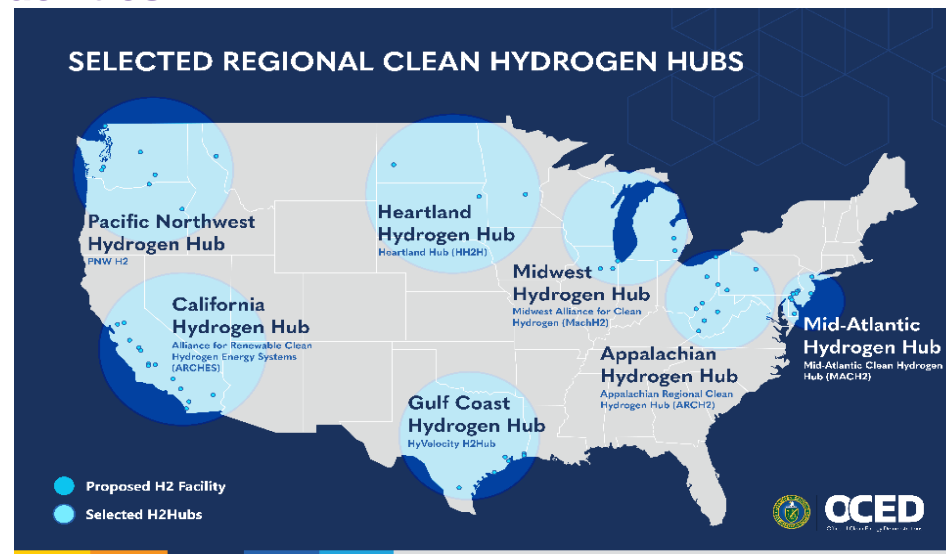 SELECTED REGIONAL CLEAN HYDROGEN HUBS
Pacific Northwest
Hydrogen Hub
PNW H2
Heartland
Hydrogen Hub
Heartland Hub (HH2H)
Midwest
Hydrogen Hub
Midwest Alliance for Clean
Hydrogen (MachH2)
California
Hydrogen Hub
Alliance for Renewable Clean
Hydrogen Energy Systems
(ARCHES)
Mid-Atlantic
Hydrogen Hub
Mid-Atlantic Clean Hydrogen
Hub (MACH2)
Appalachian
Hydrogen Hub
Appalachian Regional Clean
Hydrogen Hub (ARCH2)
Gulf Coast
Hydrogen Hub
HyVelocity H2Hub
Proposed H2 Facility
Selected H2Hubs
OCED